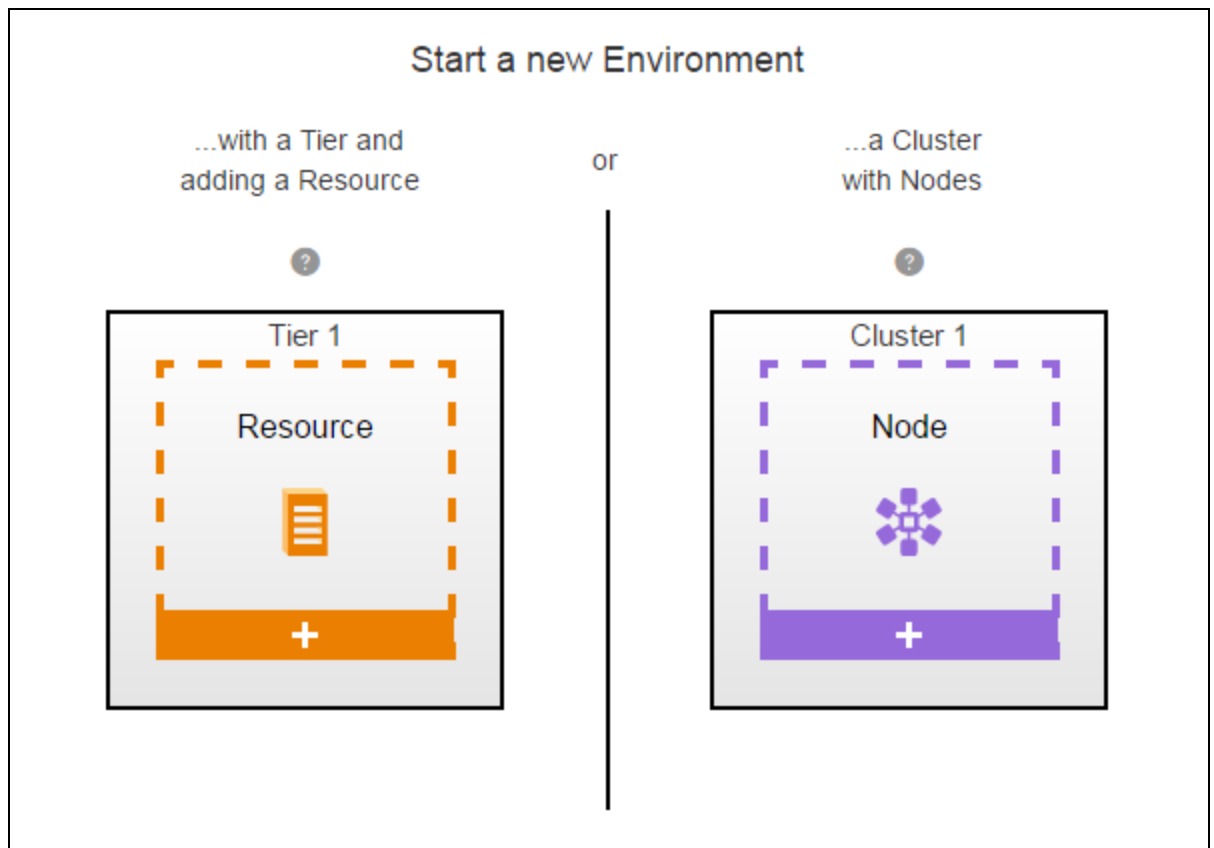 Start a new Environment
...with a Tier and
adding a Resource
or
...a Cluster
with Nodes
?
?
Tier 1
Resource
+
Cluster 1
Node
+